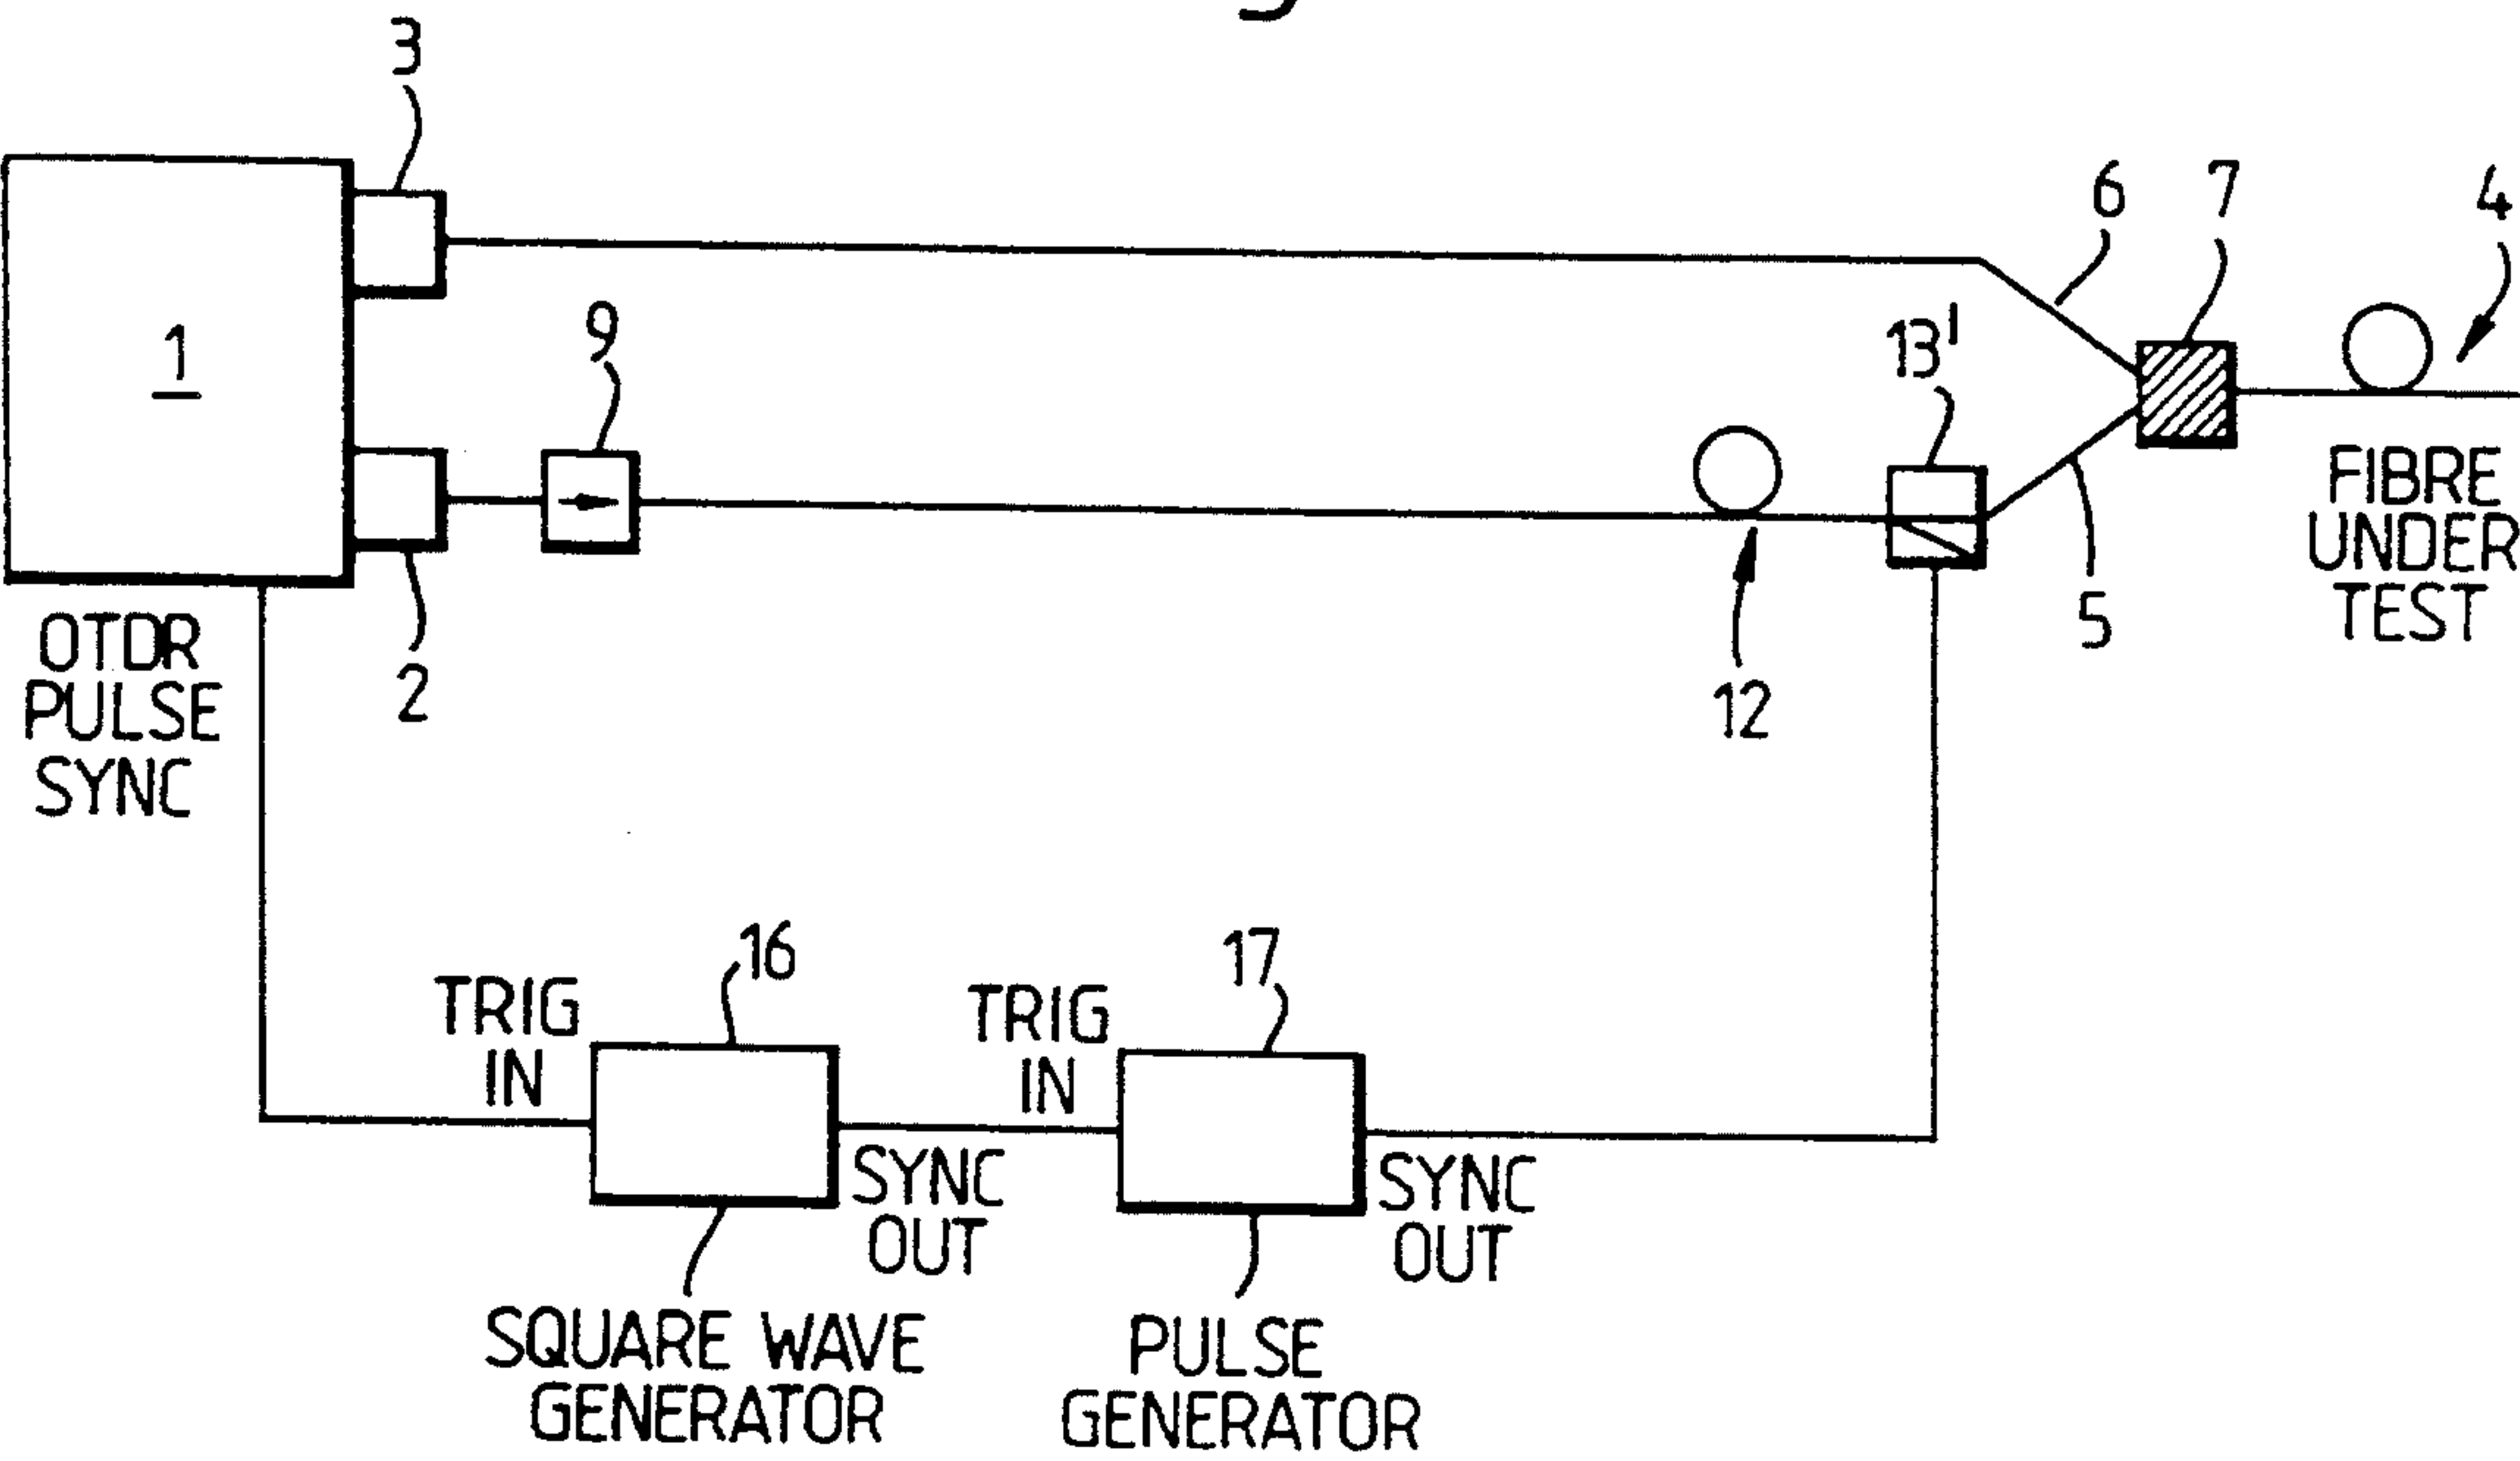 3
6
7
4
1
9
13'
FIBRE
UNDER
TEST
5
OTDR
PULSE
SYNC
2
12
16
17
TRIG
IN
TRIG
IN
SYNC
OUT
SYNC
OUT
SQUARE WAVE
GENERATOR
PULSE
GENERATOR